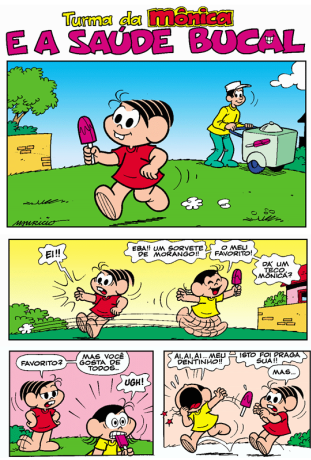 Turma da Mônica
E A SAÚDE BUCAL
MAURICIO
EI!!
EBA!! UM SORVETE
DE MORANGO!!
O MEU
FAVORITO!
DÁ UM
TECO,
MÔNICA?
FAVORITO?
MAS VOCÊ
GOSTA DE
TODOS...
UGH!
AI, AI, AI... MEU
DENTINHO!!
ISTO FOI PRAGA
SUA!!
MAS...